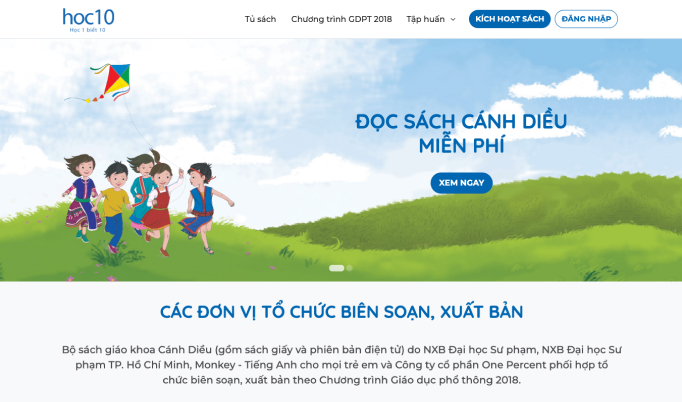 hoc10
Học 1 biết 10
Tủ sách
Chương trình GDPT 2018
Tập huấn
KÍCH HOẠT SÁCH
ĐĂNG NHẬP
ĐỌC SÁCH CÁNH DIỀU
MIỄN PHÍ
XEM NGAY
CÁC ĐƠN VỊ TỔ CHỨC BIÊN SOẠN, XUẤT BẢN
Bộ sách giáo khoa Cánh Diều (gồm sách giấy và phiên bản điện tử) do NXB Đại học Sư phạm, NXB Đại học Sư
phạm TP. Hồ Chí Minh, Monkey - Tiếng Anh cho mọi trẻ em và Công ty cổ phần One Percent phối hợp tổ
chức biên soạn, xuất bản theo Chương trình Giáo dục phổ thông 2018.